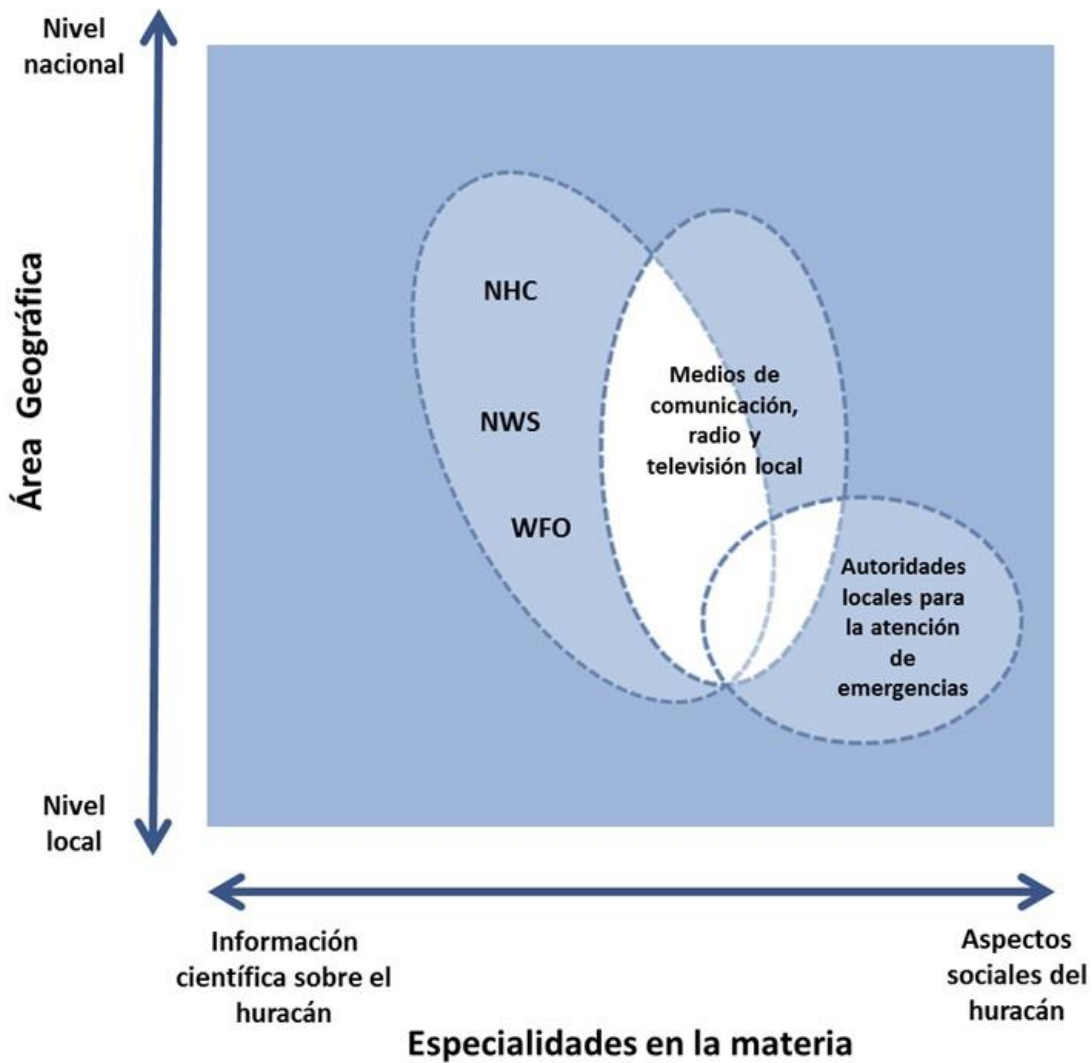 Nivel
nacional
Área Geográfica
NHC
NWS
WFO
Medios de
comunicación,
radio y
televisión local
Autoridades
locales para
la atención
de
emergencias
Nivel
local
Información
científica sobre el
huracán
Aspectos
sociales del
huracán
Especialidades en la materia